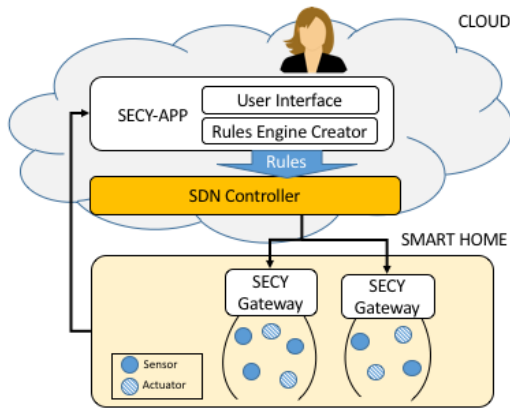 CLOUD
SECY-APP
User Interface
Rules Engine Creator
Rules
SDN Controller
SMART HOME
SECY
Gateway
SECY
Gateway
Sensor
Actuator